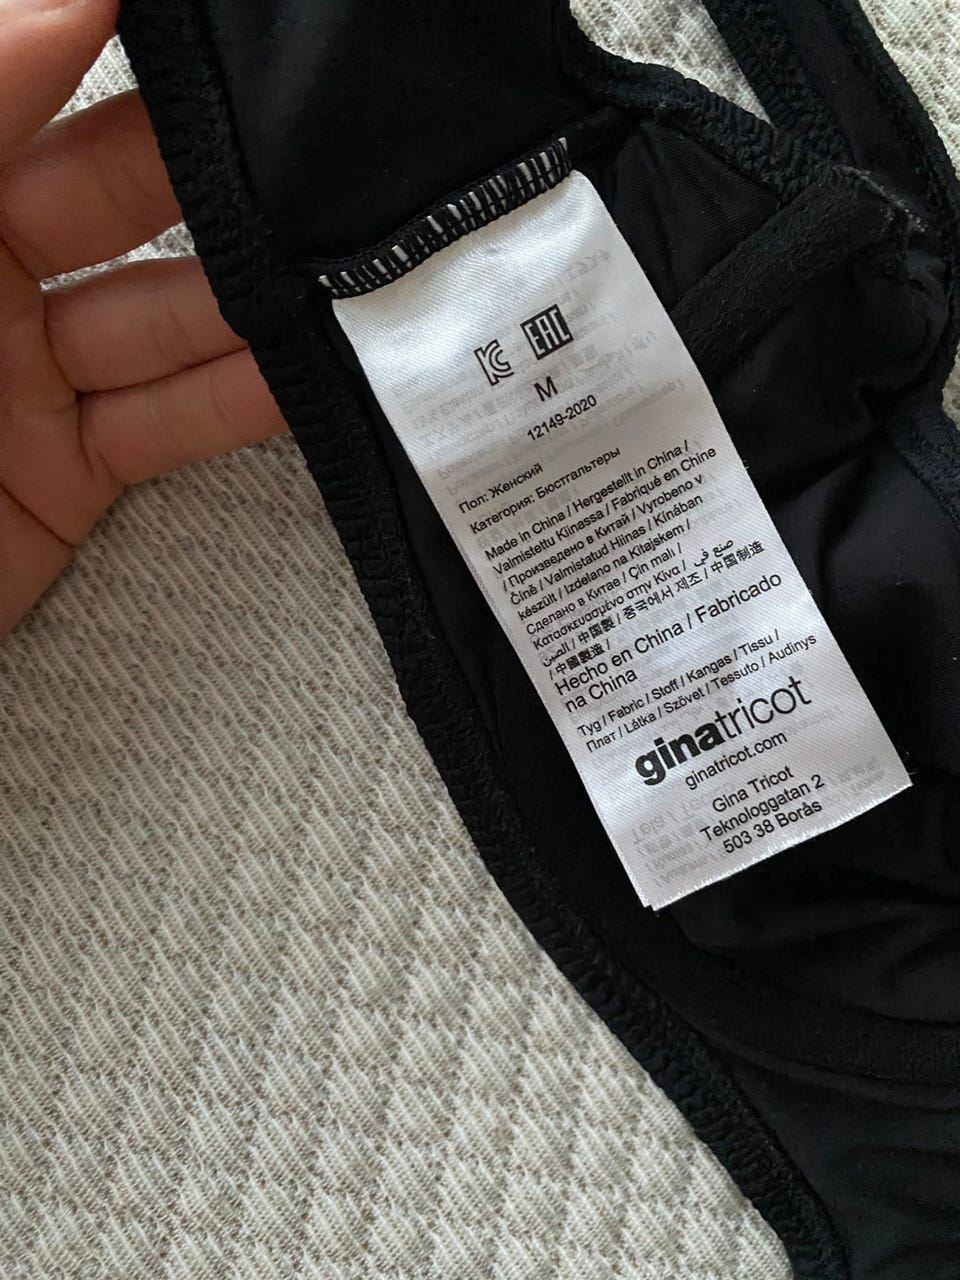 KC EAC
M
12149-2020
Пол: Женский
Категория: Бюстгальтеры
Made in China / Hergestellt in China /
Valmistettu Kiinassa / Fabriqué en Chine
/ Произведено в Китай / Vyrobeno v
Číně / Valmistatud Hiinas / Kínában
készült / Izdelano na Kitajskem /
Сделано в Китае / Çin malı /
Κατασκευασμένο στην Κίνα / صنع في
الصين / 中国製 / 중국에서 제조 / 中国制造
/ 中國製造 /
Hecho en China / Fabricado
na China
Tyg / Fabric / Stoff / Kangas / Tissu /
Плат / Látka / Szövet / Tessuto / Audinys
ginatricot
ginatricot.com
Gina Tricot
Teknologgatan 2
503 38 Borås